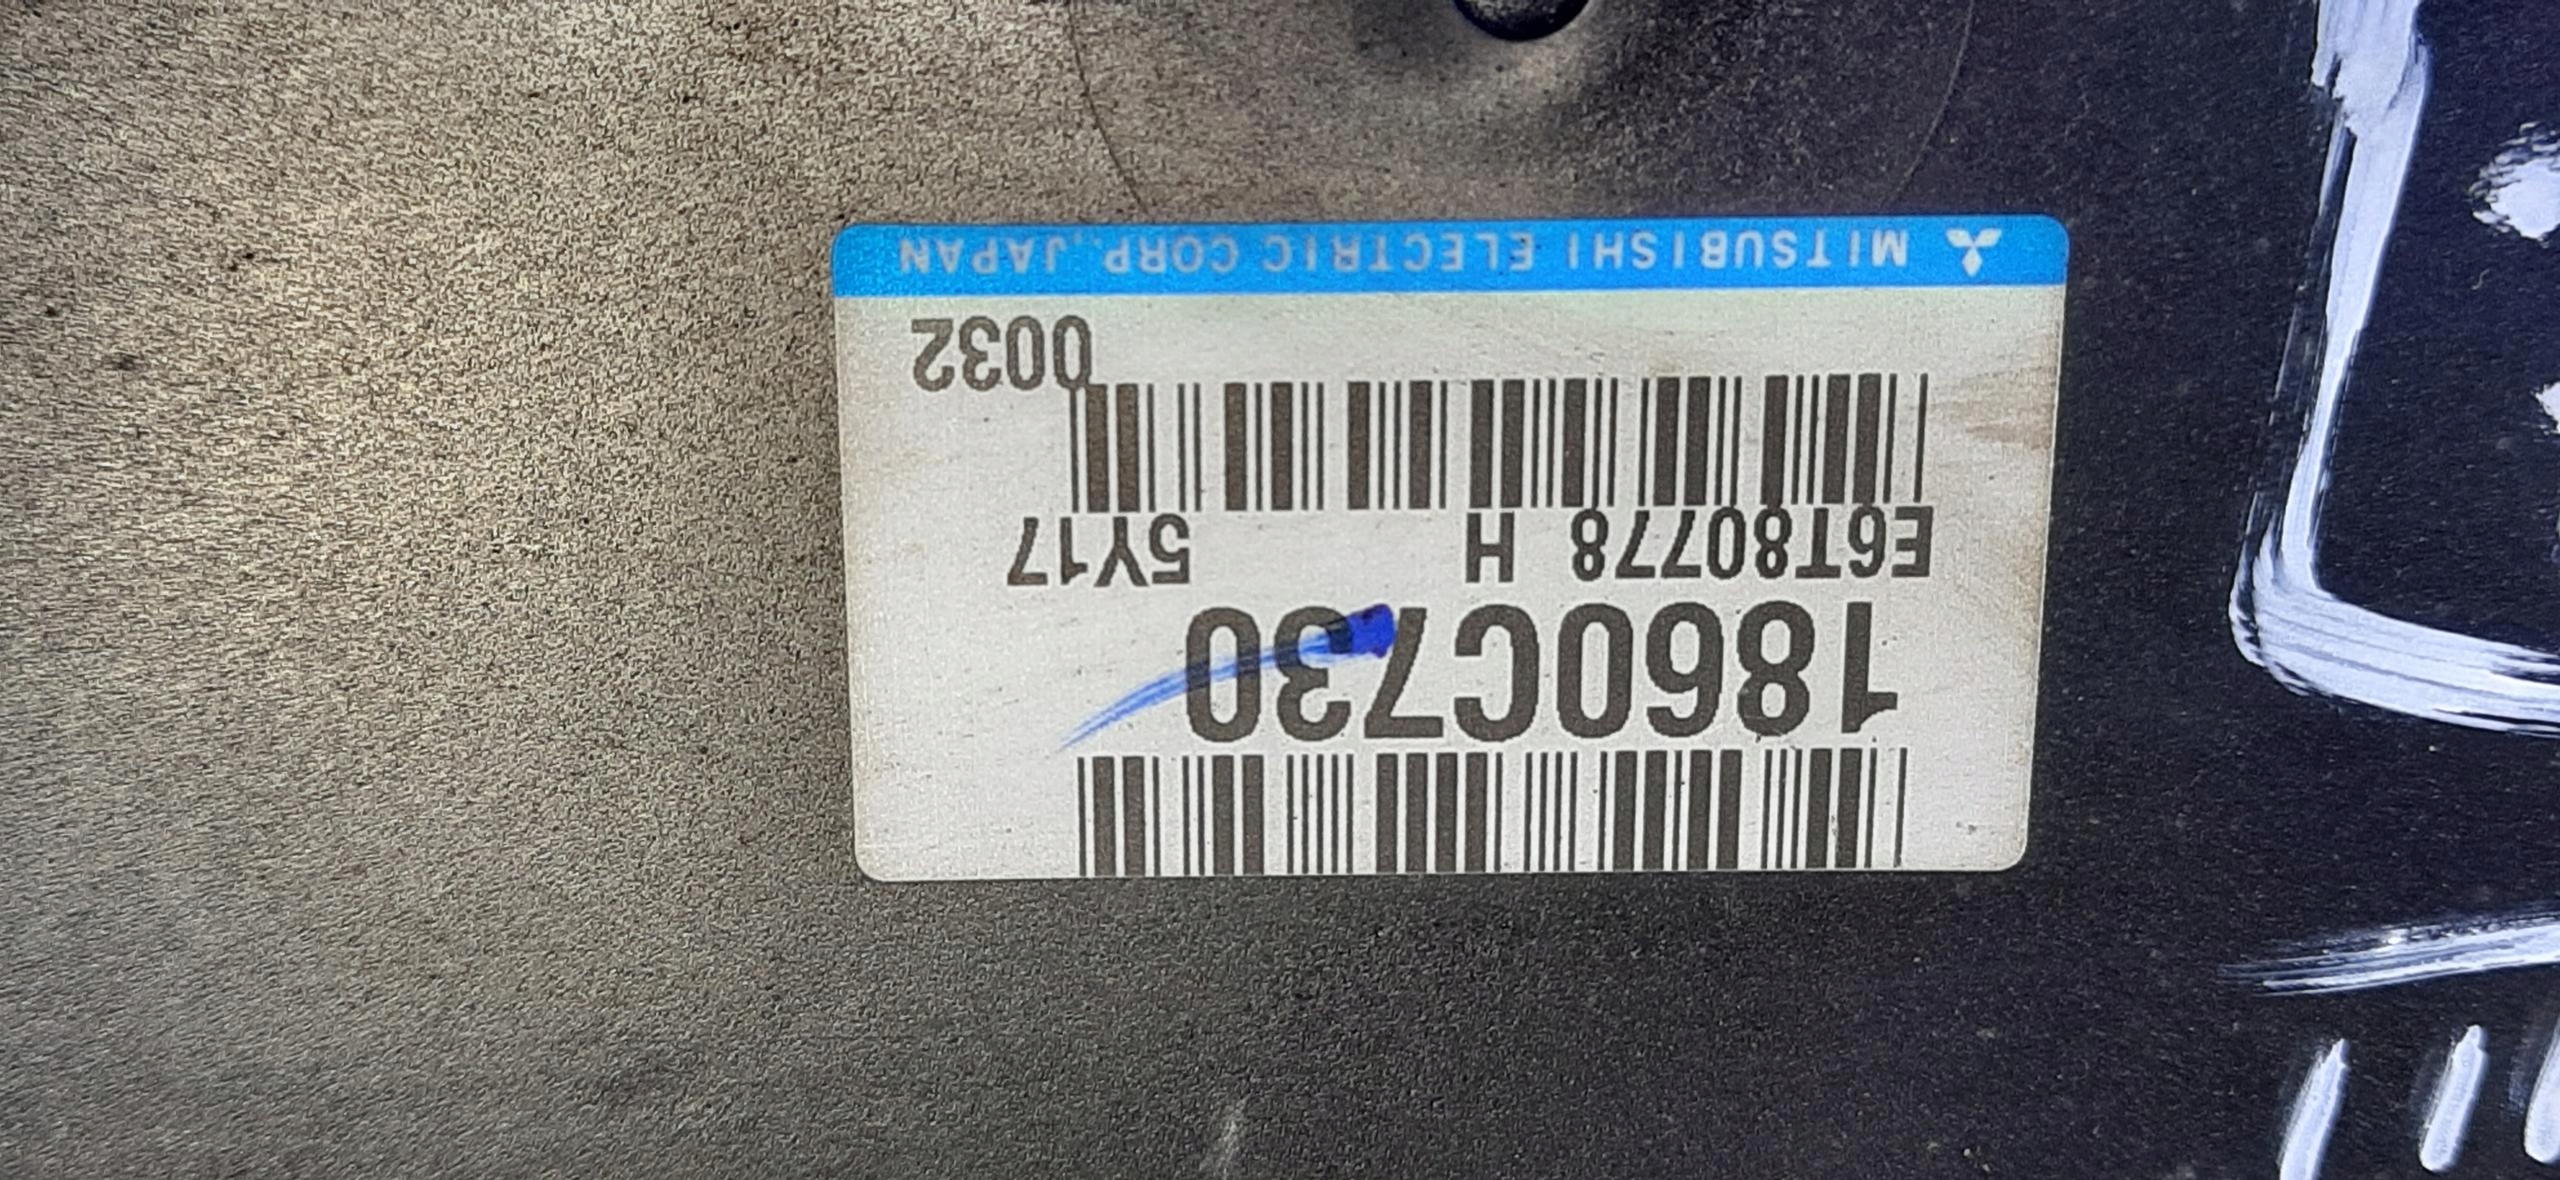 1860C730
E6T80778 H 5Y17
0032
MITSUBISHI ELECTRIC CORP.,JAPAN